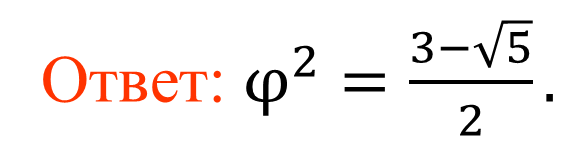 Ответ: φ² = (3−√5)/2.